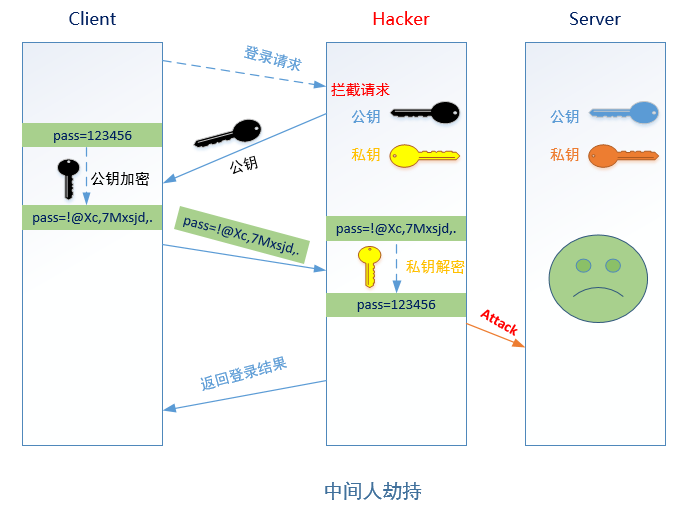 Client
Hacker
Server
登录请求
拦截请求
公钥
公钥
pass=123456
公钥
私钥
私钥
公钥加密
pass=!@Xc,7Mxsjd,.
pass=!@Xc,7Mxsjd,.
pass=!@Xc,7Mxsjd,.
私钥解密
pass=123456
Attack
返回登录结果
中间人劫持